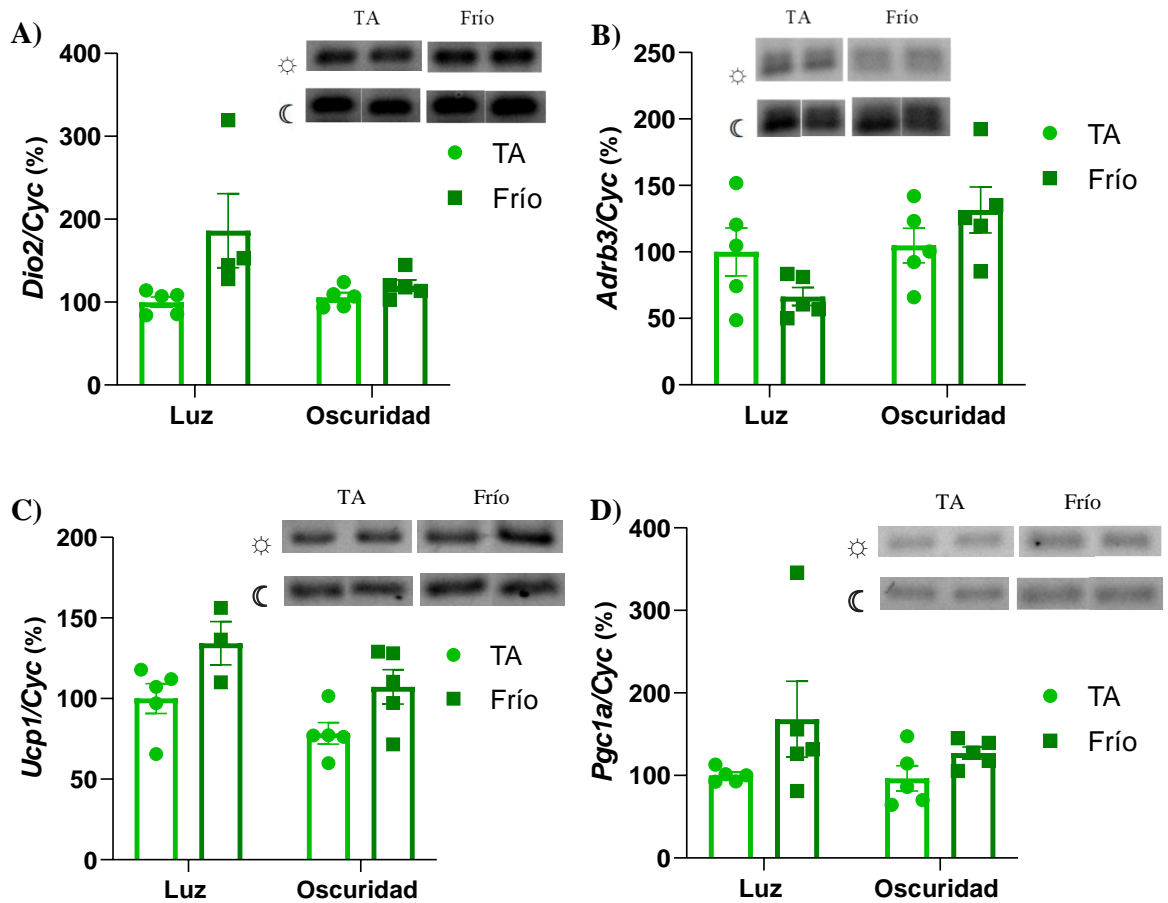 A)
TA
Frío
400
300
200
100
0
Dio2/Cyc (%)
TA
Frío
Luz
Oscuridad
B)
TA
Frío
250
200
150
100
50
0
Adrb3/Cyc (%)
TA
Frío
Luz
Oscuridad
C)
TA
Frío
200
150
100
50
0
Ucp1/Cyc (%)
TA
Frío
Luz
Oscuridad
D)
TA
Frío
400
300
200
100
0
Pgc1a/Cyc (%)
TA
Frío
Luz
Oscuridad